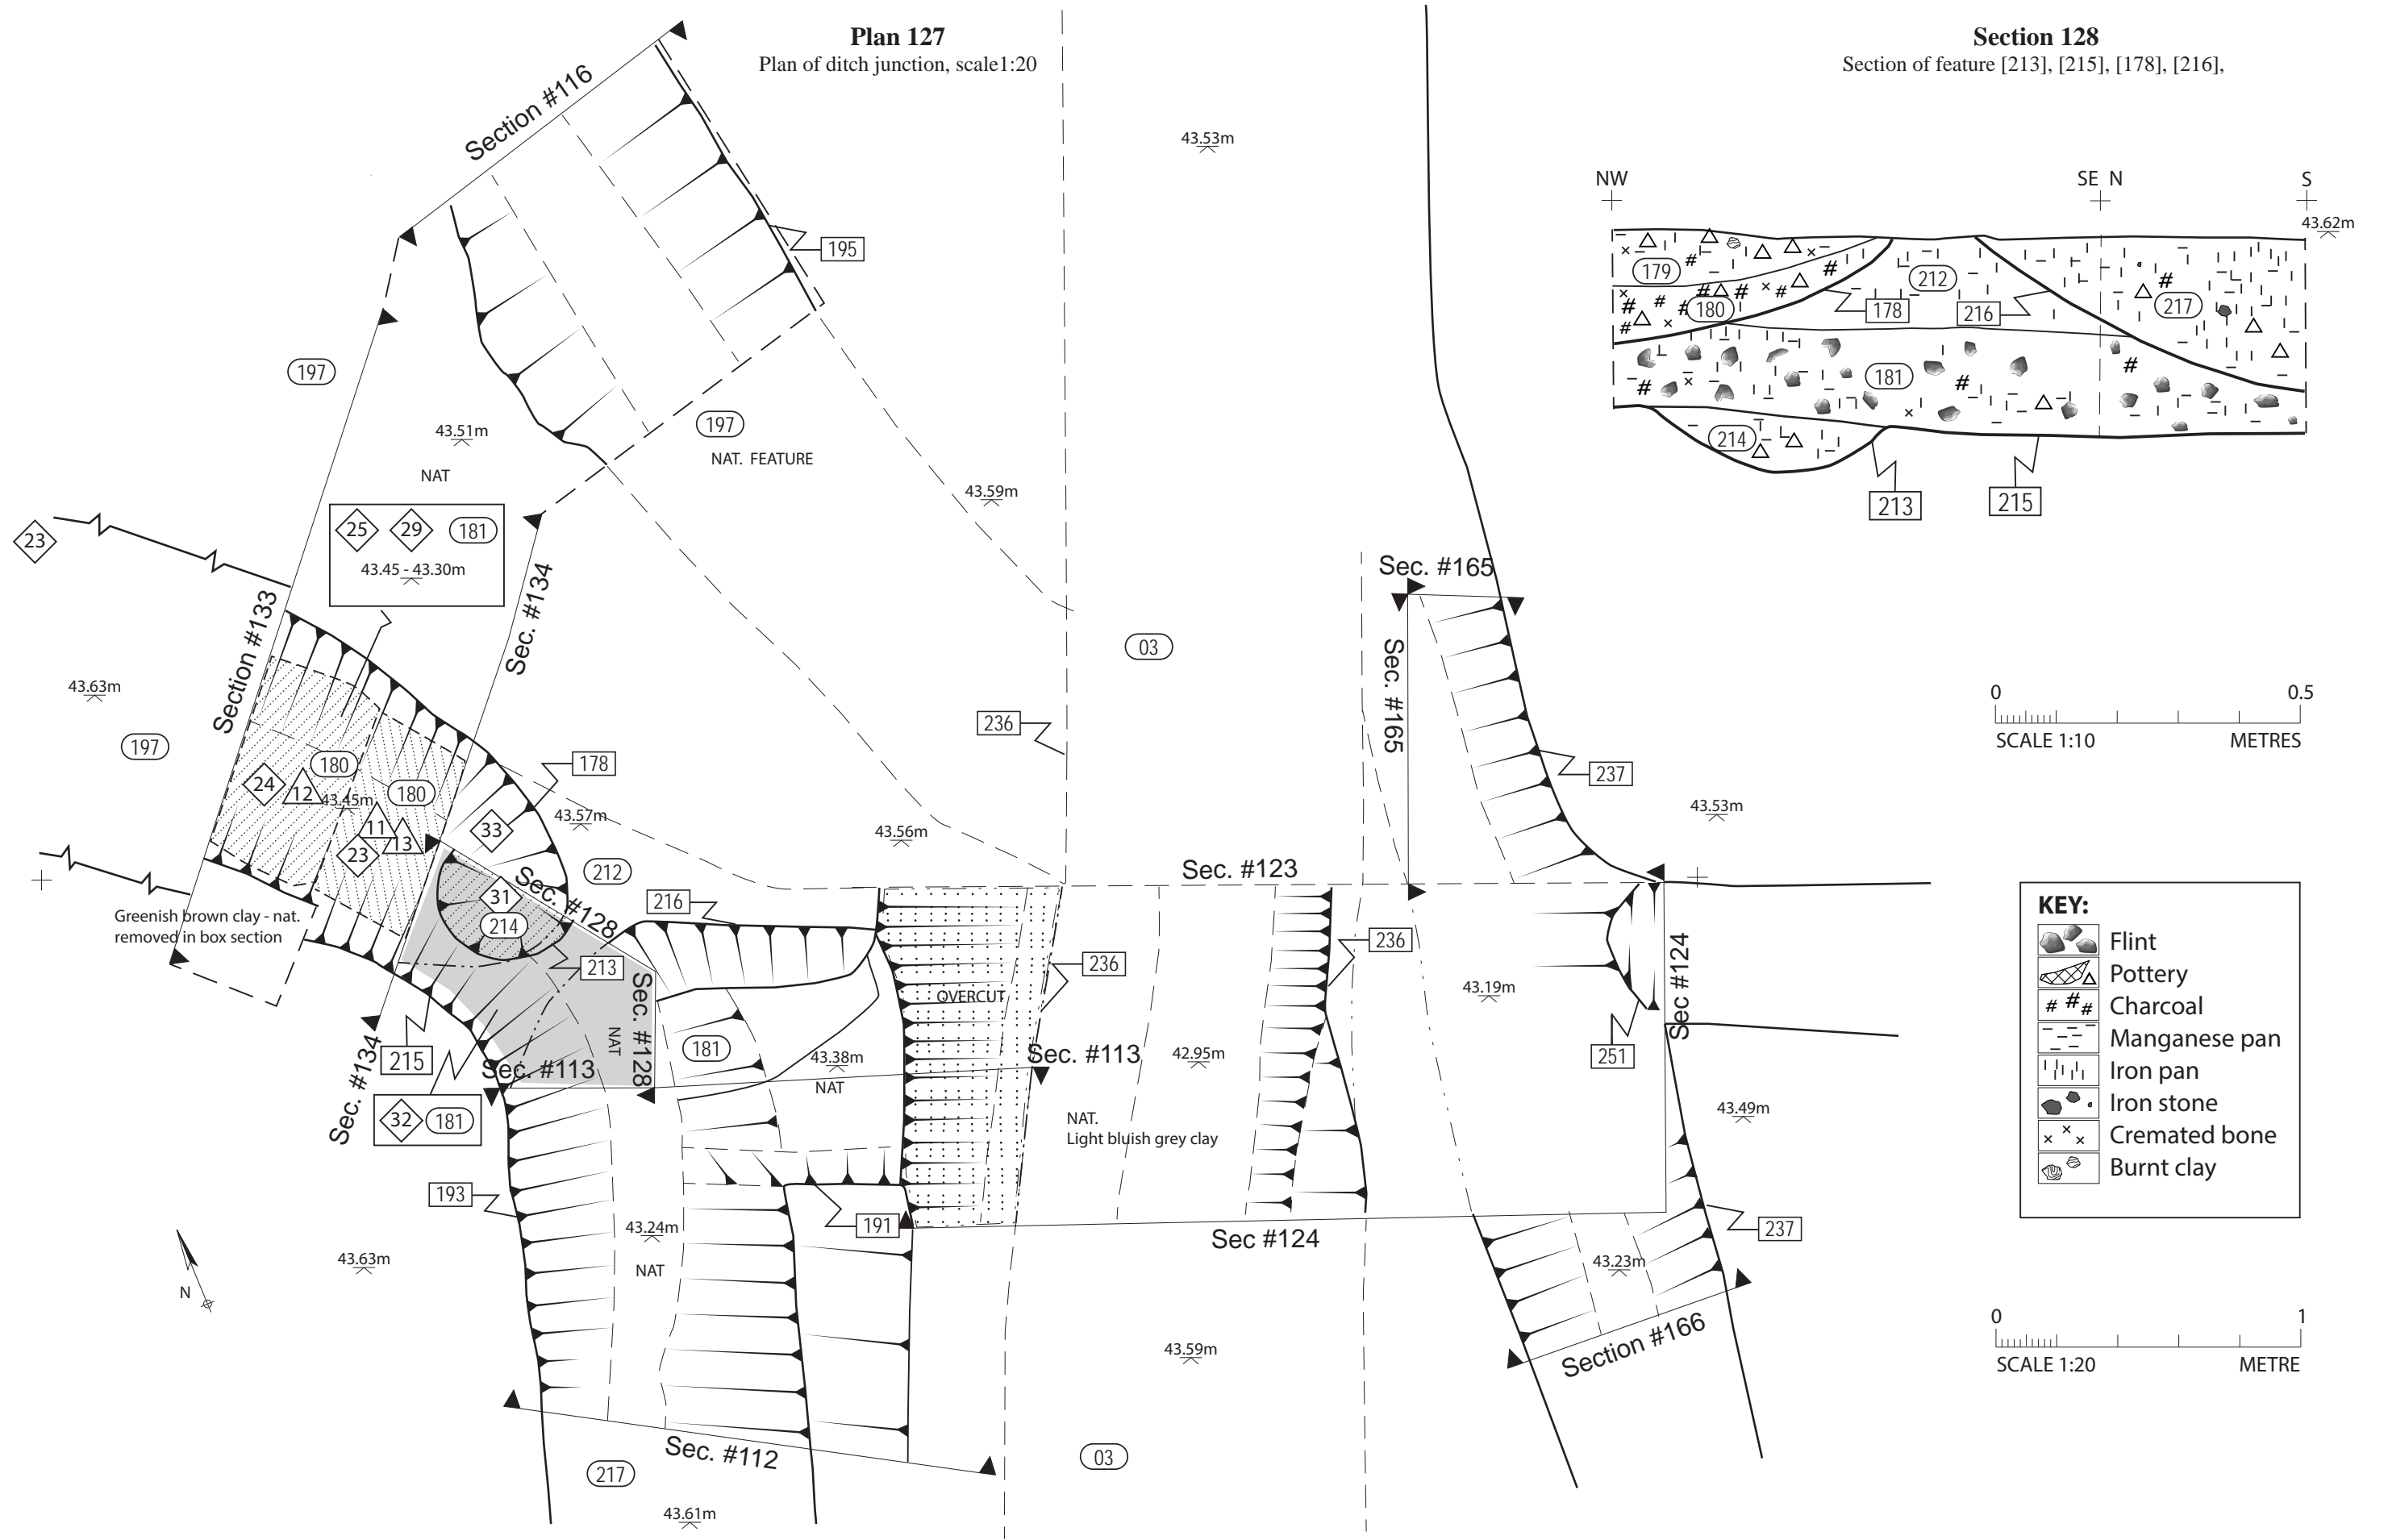 Plan 127
Plan of ditch junction, scale1:20
Section 128
Section of feature [213], [215], [178], [216],
Section #116
43.53m
195
197
43.51m
NAT
197
NAT. FEATURE
43.59m
NW
SE N
S
43.62m
179
180
178
212
216
217
181
214
213
215
23
25
29
181
43.45 - 43.30m
Section #133
Sec. #134
Sec. #165
Sec. #165
03
43.63m
197
236
237
0
0.5
SCALE 1:10
METRES
178
180
24
12
43.45m
180
11
13
23
33
43.57m
43.56m
43.53m
212
Sec. #123
31
214
Sec. #128
216
Greenish brown clay - nat.
removed in box section
213
236
236
OVERCUT
43.19m
Sec #124
KEY:
Flint
Pottery
Charcoal
Manganese pan
Iron pan
Iron stone
Cremated bone
Burnt clay
Sec. #128
NAT
215
Sec. #134
Sec. #113
181
43.38m
NAT
Sec. #113
42.95m
251
32
181
NAT.
Light bluish grey clay
43.49m
193
43.24m
NAT
191
Sec #124
237
43.63m
N
43.23m
Section #166
43.59m
0
1
SCALE 1:20
METRE
Sec. #112
217
03
43.61m